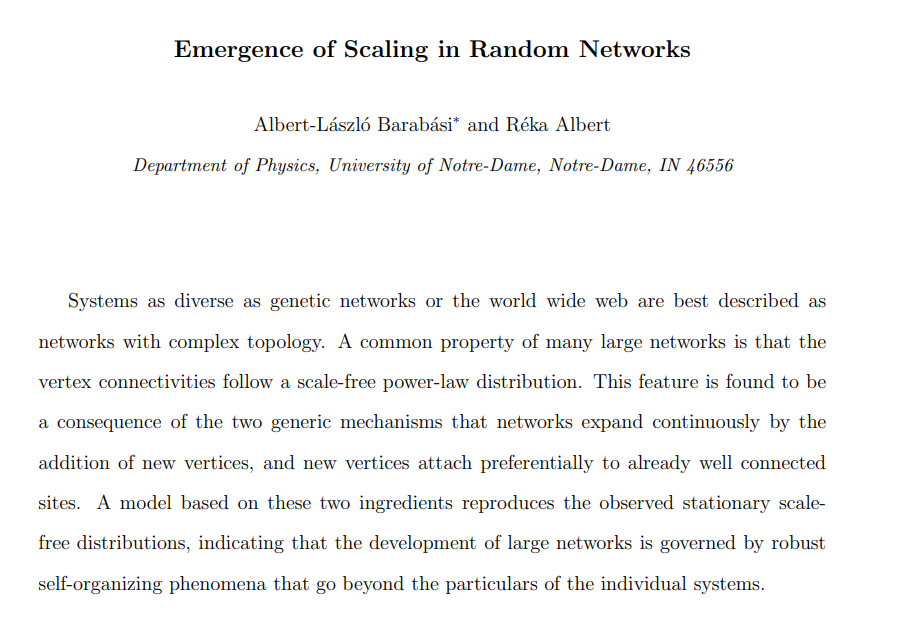 Emergence of Scaling in Random Networks
Albert-László Barabási* and Réka Albert
Department of Physics, University of Notre-Dame, Notre-Dame, IN 46556
Systems as diverse as genetic networks or the world wide web are best described as
networks with complex topology. A common property of many large networks is that the
vertex connectivities follow a scale-free power-law distribution. This feature is found to be
a consequence of the two generic mechanisms that networks expand continuously by the
addition of new vertices, and new vertices attach preferentially to already well connected
sites. A model based on these two ingredients reproduces the observed stationary scale-
free distributions, indicating that the development of large networks is governed by robust
self-organizing phenomena that go beyond the particulars of the individual systems.